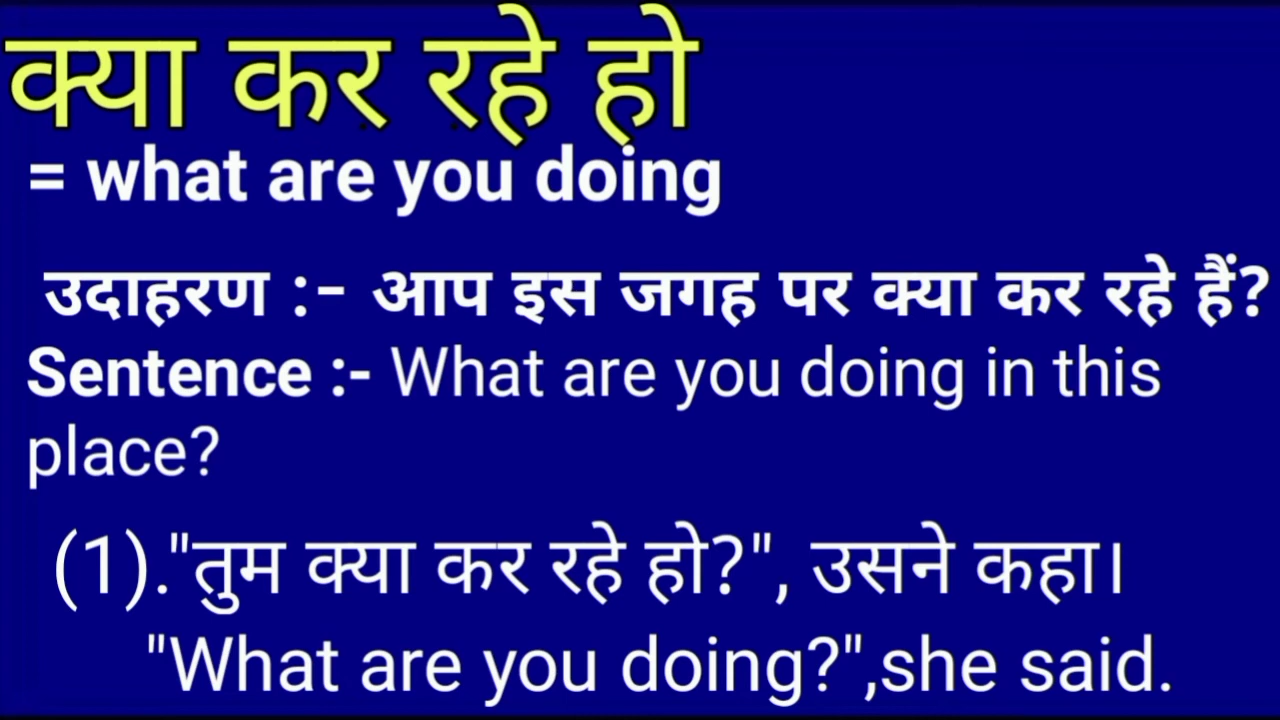 क्या कर रहे हो
= what are you doing
उदाहरण :- आप इस जगह पर क्या कर रहे हैं?
Sentence :- What are you doing in this
place?
(1)."तुम क्या कर रहे हो?", उसने कहा।
"What are you doing?",she said.